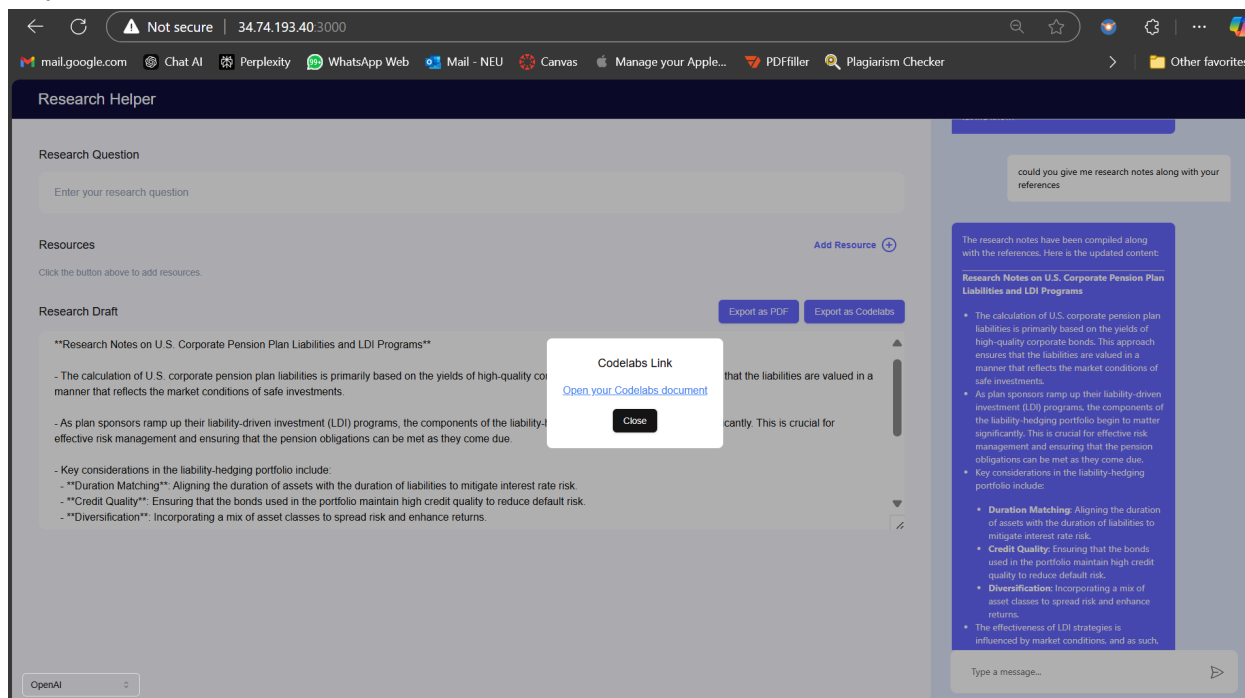 Not secure | 34.74.193.40:3000
mail.google.com Chat AI Perplexity WhatsApp Web Mail - NEU Canvas Manage your Apple... PDFfiller Plagiarism Checker Other favorites
Research Helper
Research Question
Enter your research question
Resources
Add Resource
Click the button above to add resources.
Research Draft
Export as PDF
Export as Codelabs
**Research Notes on U.S. Corporate Pension Plan Liabilities and LDI Programs**
- The calculation of U.S. corporate pension plan liabilities is primarily based on the yields of high-quality co that the liabilities are valued in a
manner that reflects the market conditions of safe investments.
- As plan sponsors ramp up their liability-driven investment (LDI) programs, the components of the liability- cantly. This is crucial for
effective risk management and ensuring that the pension obligations can be met as they come due.
- Key considerations in the liability-hedging portfolio include:
- **Duration Matching**: Aligning the duration of assets with the duration of liabilities to mitigate interest rate risk.
- **Credit Quality**: Ensuring that the bonds used in the portfolio maintain high credit quality to reduce default risk.
- **Diversification**: Incorporating a mix of asset classes to spread risk and enhance returns.
Codelabs Link
Open your Codelabs document
Close
could you give me research notes along with your
references
The research notes have been compiled along
with the references. Here is the updated content:
Research Notes on U.S. Corporate Pension Plan
Liabilities and LDI Programs
• The calculation of U.S. corporate pension plan
liabilities is primarily based on the yields of
high-quality corporate bonds. This approach
ensures that the liabilities are valued in a
manner that reflects the market conditions of
safe investments.
• As plan sponsors ramp up their liability-driven
investment (LDI) programs, the components of
the liability-hedging portfolio begin to matter
significantly. This is crucial for effective risk
management and ensuring that the pension
obligations can be met as they come due.
• Key considerations in the liability-hedging
portfolio include:
• Duration Matching: Aligning the duration
of assets with the duration of liabilities to
mitigate interest rate risk.
• Credit Quality: Ensuring that the bonds
used in the portfolio maintain high credit
quality to reduce default risk.
• Diversification: Incorporating a mix of
asset classes to spread risk and enhance
returns.
• The effectiveness of LDI strategies is
influenced by market conditions, and as such,
Type a message...
OpenAI